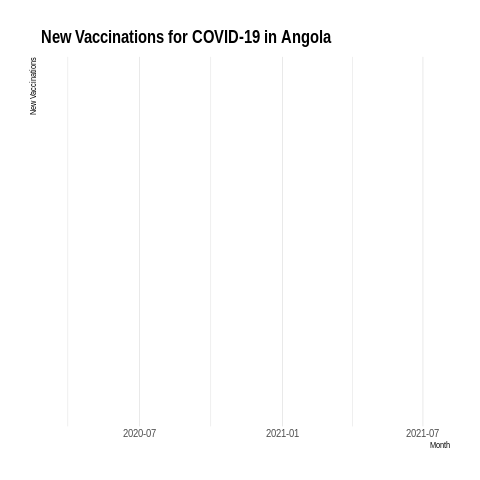 New Vaccinations for COVID-19 in Angola
New Vaccinations
2020-07
2021-01
2021-07
Month